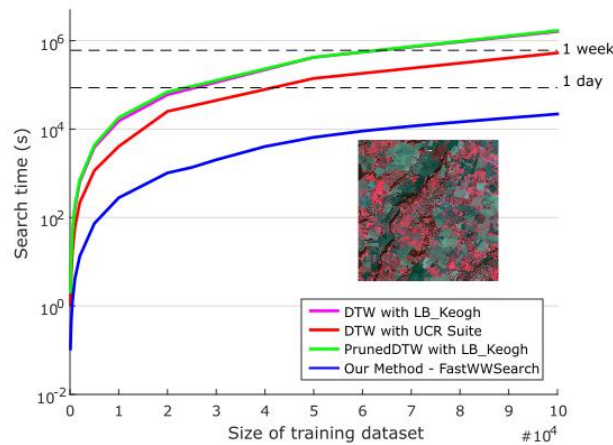 10^6
1 week
1 day
10^4
Search time (s)
10^2
10^0
10^-2
DTW with LB_Keogh
DTW with UCR Suite
PrunedDTW with LB_Keogh
Our Method - FastWWSearch
0 1 2 3 4 5 6 7 8 9 10
Size of training dataset
#10^4